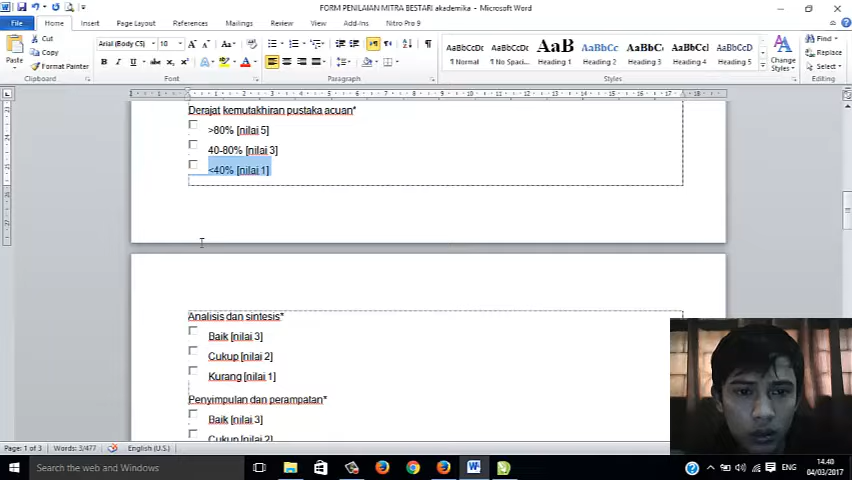 FORM PENILAIAN MITRA BESTARI akademika - Microsoft Word
File Home Insert Page Layout References Mailings Review View Nitro Pro 9
Paste
Cut
Copy
Format Painter
Clipboard
Arial (Body CS) 10
Font
Paragraph
AaBbCcDc AaBbCcDc AaB AaBbCc AaBbC AaBbCc AaBbCcD
¶ Normal ¶ No Spaci... Heading 1 Heading 2 Heading 3 Heading 4 Heading 5
Change Styles
Styles
Find
Replace
Select
Editing
Derajat kemutakhiran pustaka acuan*
>80% [nilai 5]
40-80% [nilai 3]
<40% [nilai 1]
Analisis dan sintesis*
Baik [nilai 3]
Cukup [nilai 2]
Kurang [nilai 1]
Penyimpulan dan perampatan*
Baik [nilai 3]
Cukup [nilai 2]
Page: 1 of 3 Words: 3/477 English (U.S.)
Search the web and Windows
ENG
14.40
04/03/2017